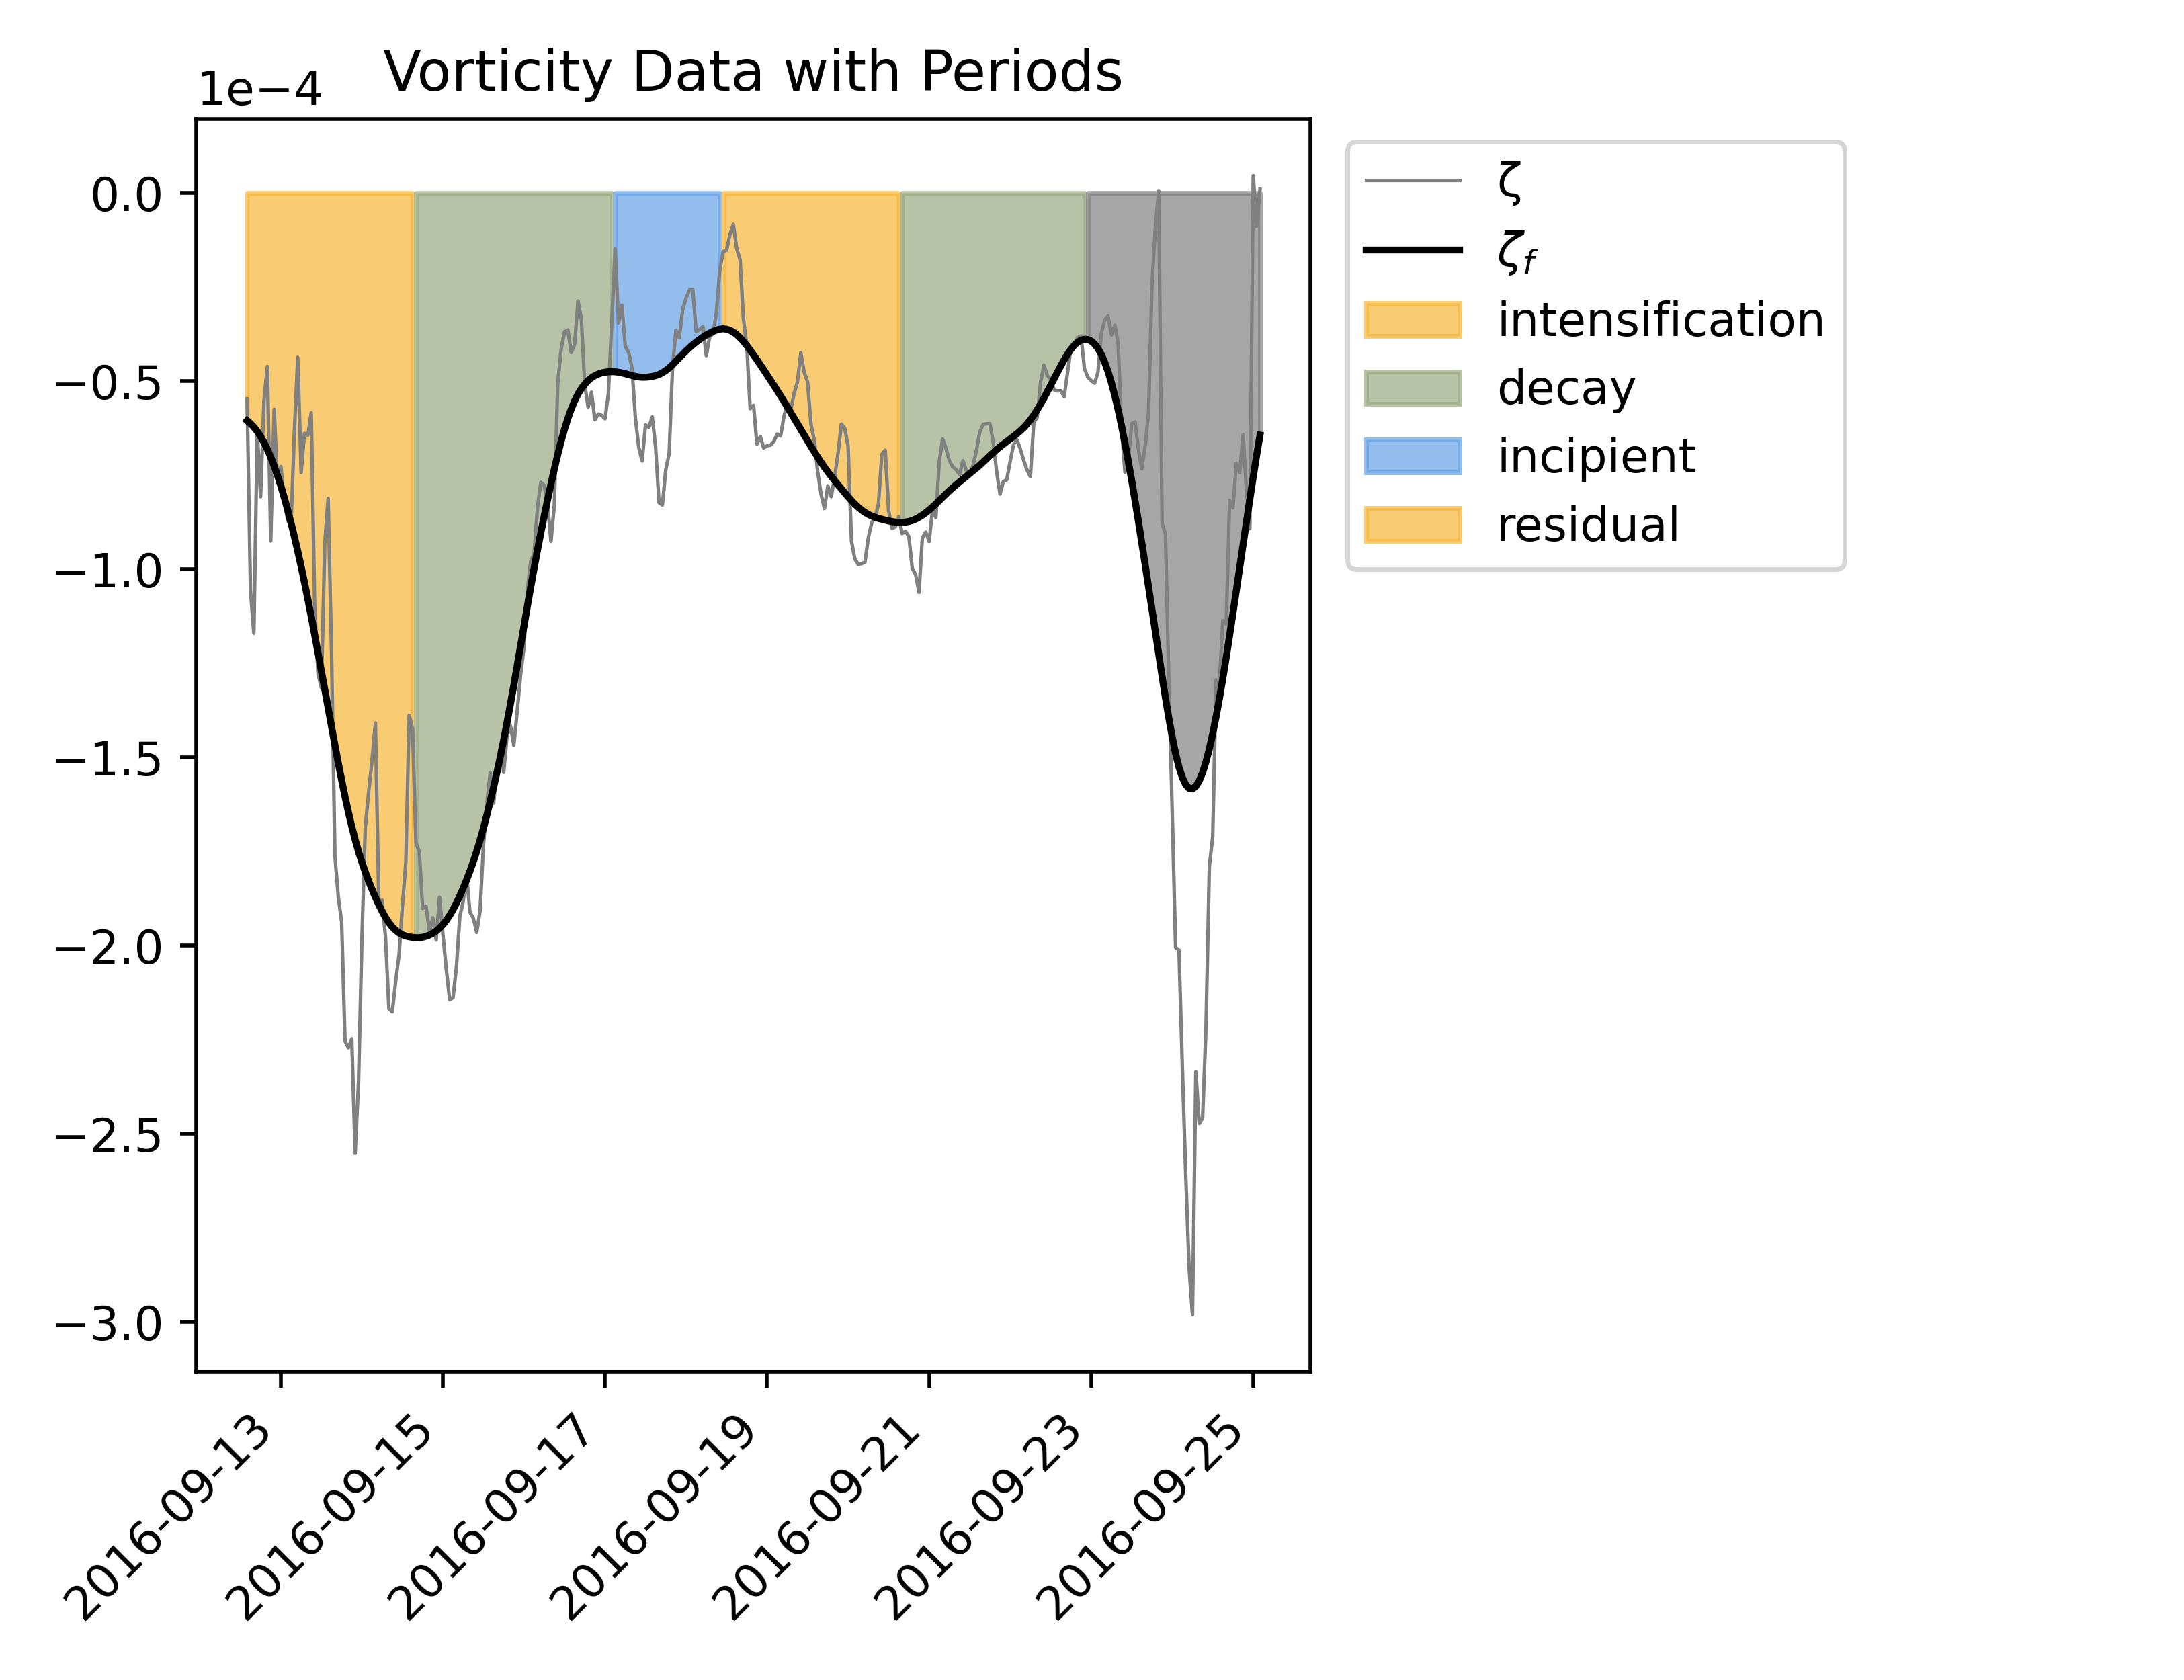 Vorticity Data with Periods
1e−4
0.0
−0.5
−1.0
−1.5
−2.0
−2.5
−3.0
2016-09-13
2016-09-15
2016-09-17
2016-09-19
2016-09-21
2016-09-23
2016-09-25
ζ
ζf
intensification
decay
incipient
residual